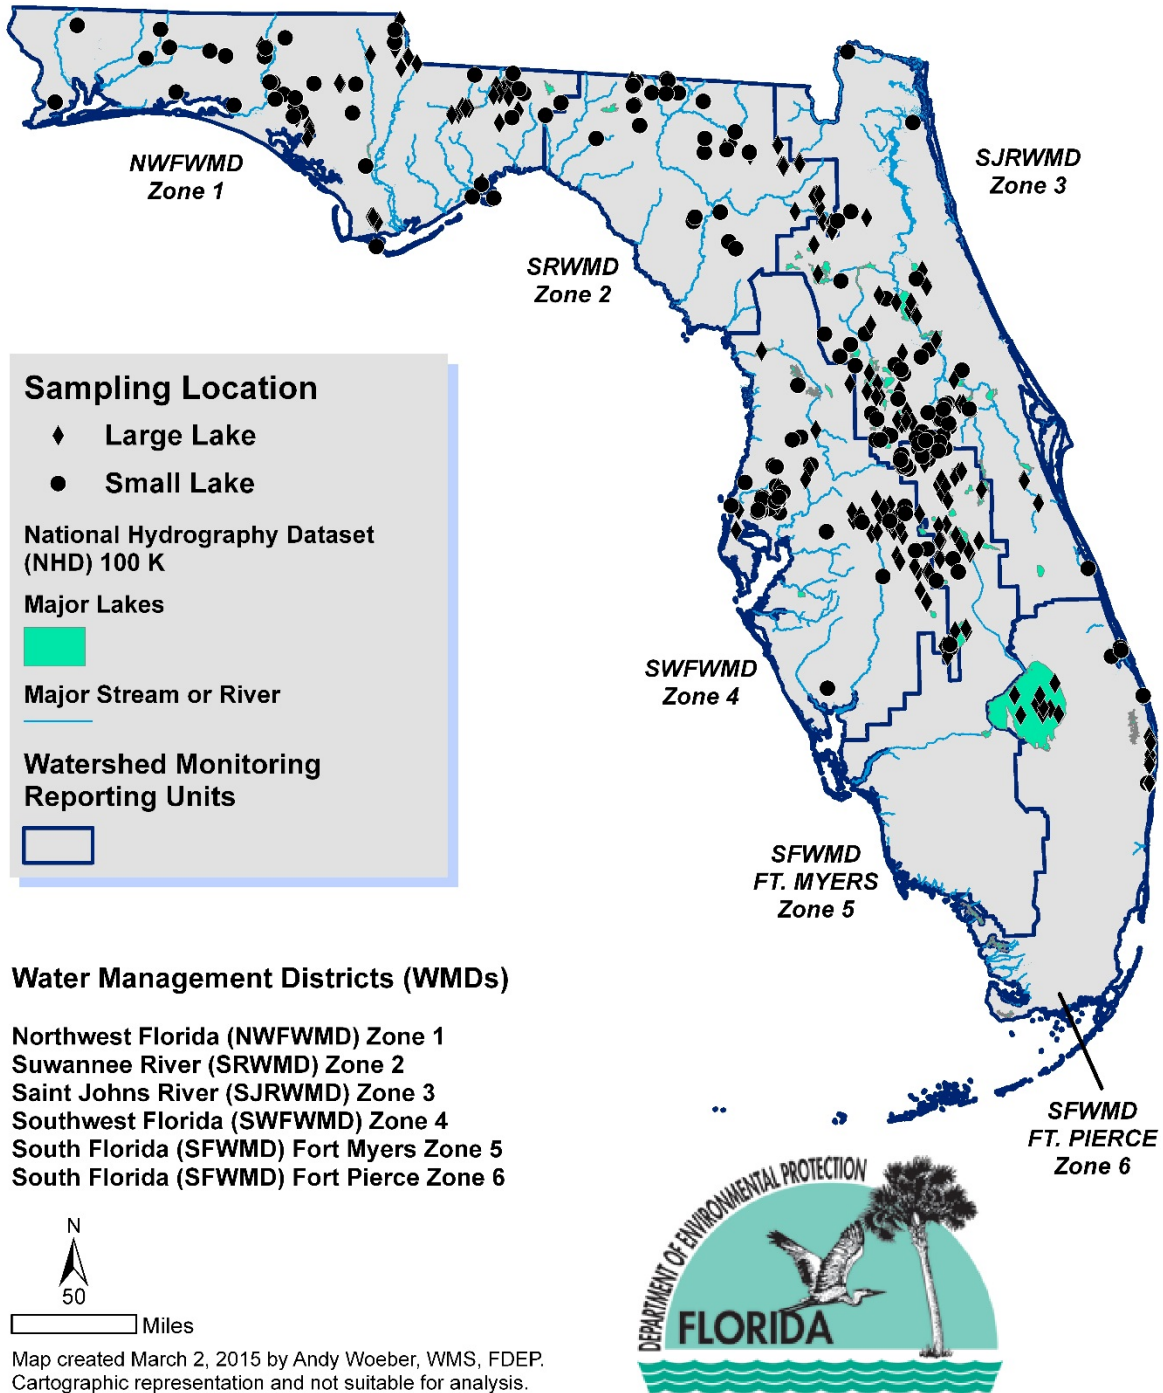 NWFWMD
Zone 1
SJRWMD
Zone 3
SRWMD
Zone 2
Sampling Location
Large Lake
Small Lake
National Hydrography Dataset
(NHD) 100 K
Major Lakes
Major Stream or River
Watershed Monitoring
Reporting Units
SWFWMD
Zone 4
SFWMD
FT. MYERS
Zone 5
SFWMD
FT. PIERCE
Zone 6
Water Management Districts (WMDs)
Northwest Florida (NWFWMD) Zone 1
Suwannee River (SRWMD) Zone 2
Saint Johns River (SJRWMD) Zone 3
Southwest Florida (SWFWMD) Zone 4
South Florida (SFWMD) Fort Myers Zone 5
South Florida (SFWMD) Fort Pierce Zone 6
N
50
Miles
Map created March 2, 2015 by Andy Woeber, WMS, FDEP.
Cartographic representation and not suitable for analysis.
DEPARTMENT OF ENVIRONMENTAL PROTECTION
FLORIDA